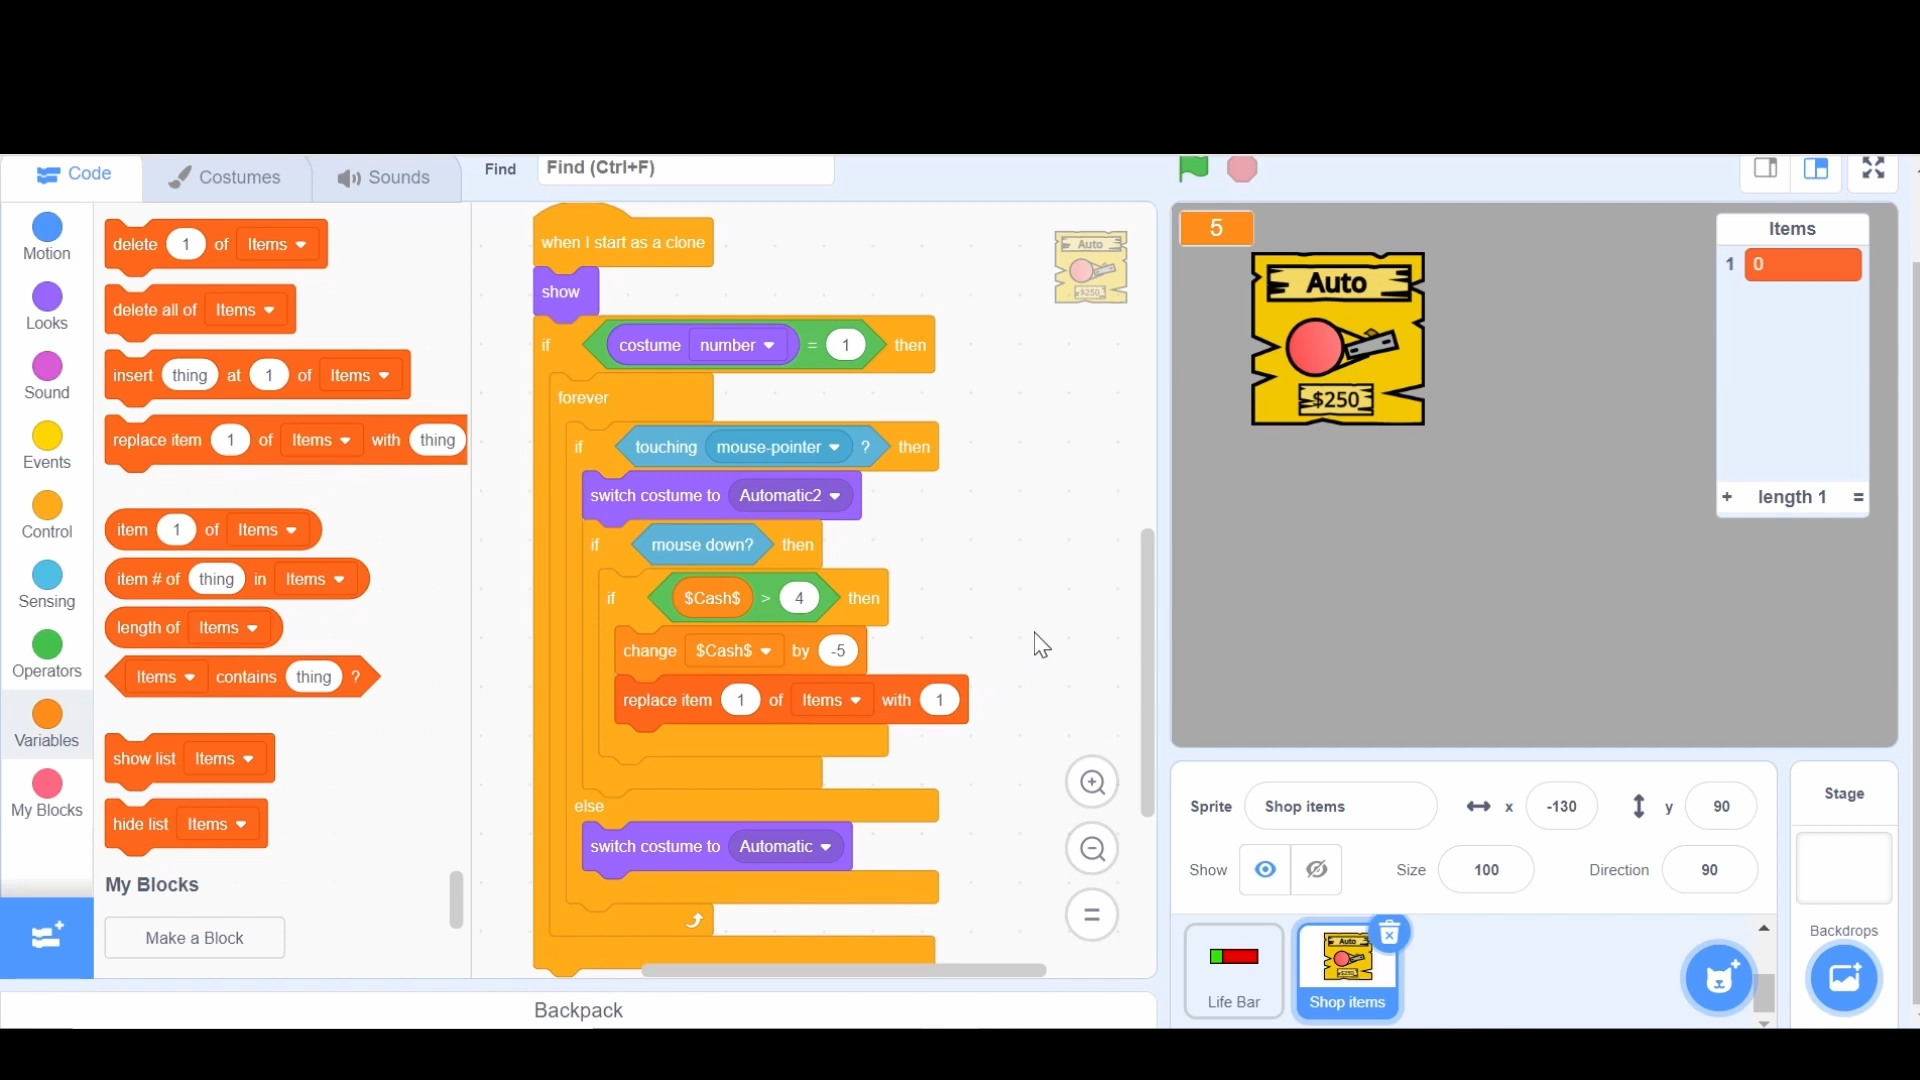 Code
Costumes
Sounds
Find
Find (Ctrl+F)
Motion
Looks
Sound
Events
Control
Sensing
Operators
Variables
My Blocks
delete 1 of Items
delete all of Items
insert thing at 1 of Items
replace item 1 of Items with thing
item 1 of Items
item # of thing in Items
length of Items
Items contains thing ?
show list Items
hide list Items
My Blocks
Make a Block
when I start as a clone
show
if costume number = 1 then
forever
if touching mouse-pointer ? then
switch costume to Automatic2
if mouse down? then
if $Cash$ > 4 then
change $Cash$ by -5
replace item 1 of Items with 1
else
switch costume to Automatic
Auto
$250
Backpack
5
Auto
$250
Items
1 0
+ length 1 =
Sprite Shop items x -130 y 90
Show Size 100 Direction 90
Life Bar
Auto
$250
Shop items
Stage
Backdrops